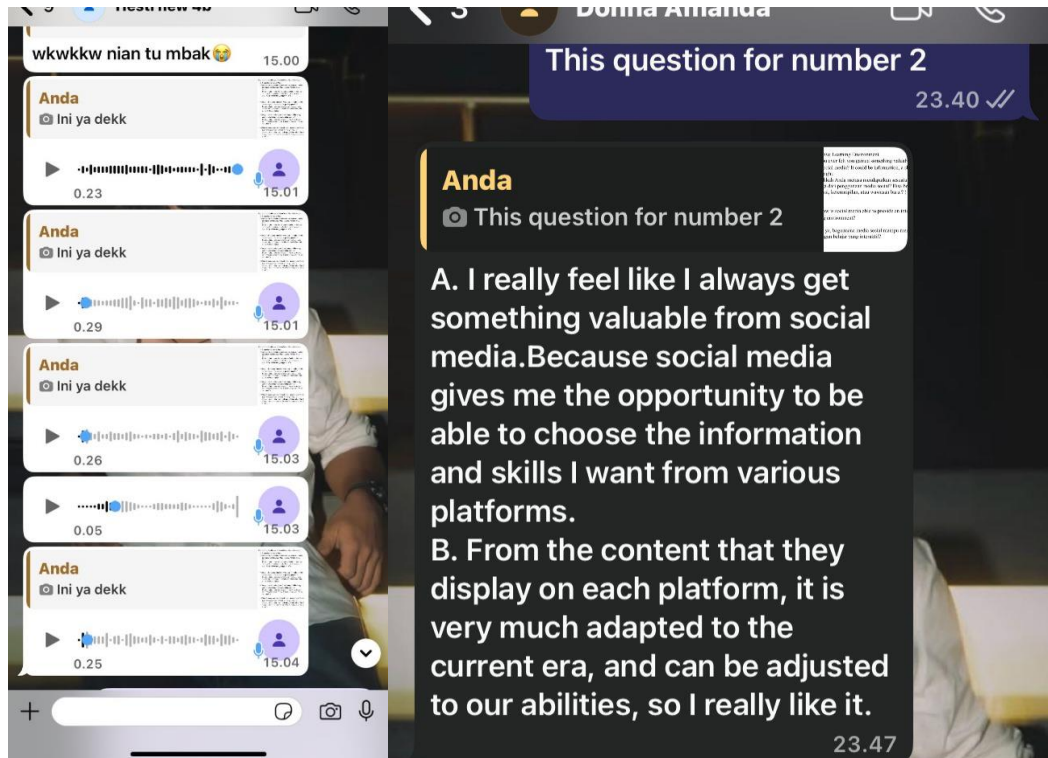 wkwkkw nian tu mbak😭
15.00
Anda
Ini ya dekk
0.23
15.01
Anda
Ini ya dekk
0.29
15.01
Anda
Ini ya dekk
0.26
15.03
0.05
15.03
Anda
Ini ya dekk
0.25
15.04
3
Donna Amanda
This question for number 2
23.40
Anda
This question for number 2
A. I really feel like I always get
something valuable from social
media.Because social media
gives me the opportunity to be
able to choose the information
and skills I want from various
platforms.
B. From the content that they
display on each platform, it is
very much adapted to the
current era, and can be adjusted
to our abilities, so I really like it.
23.47